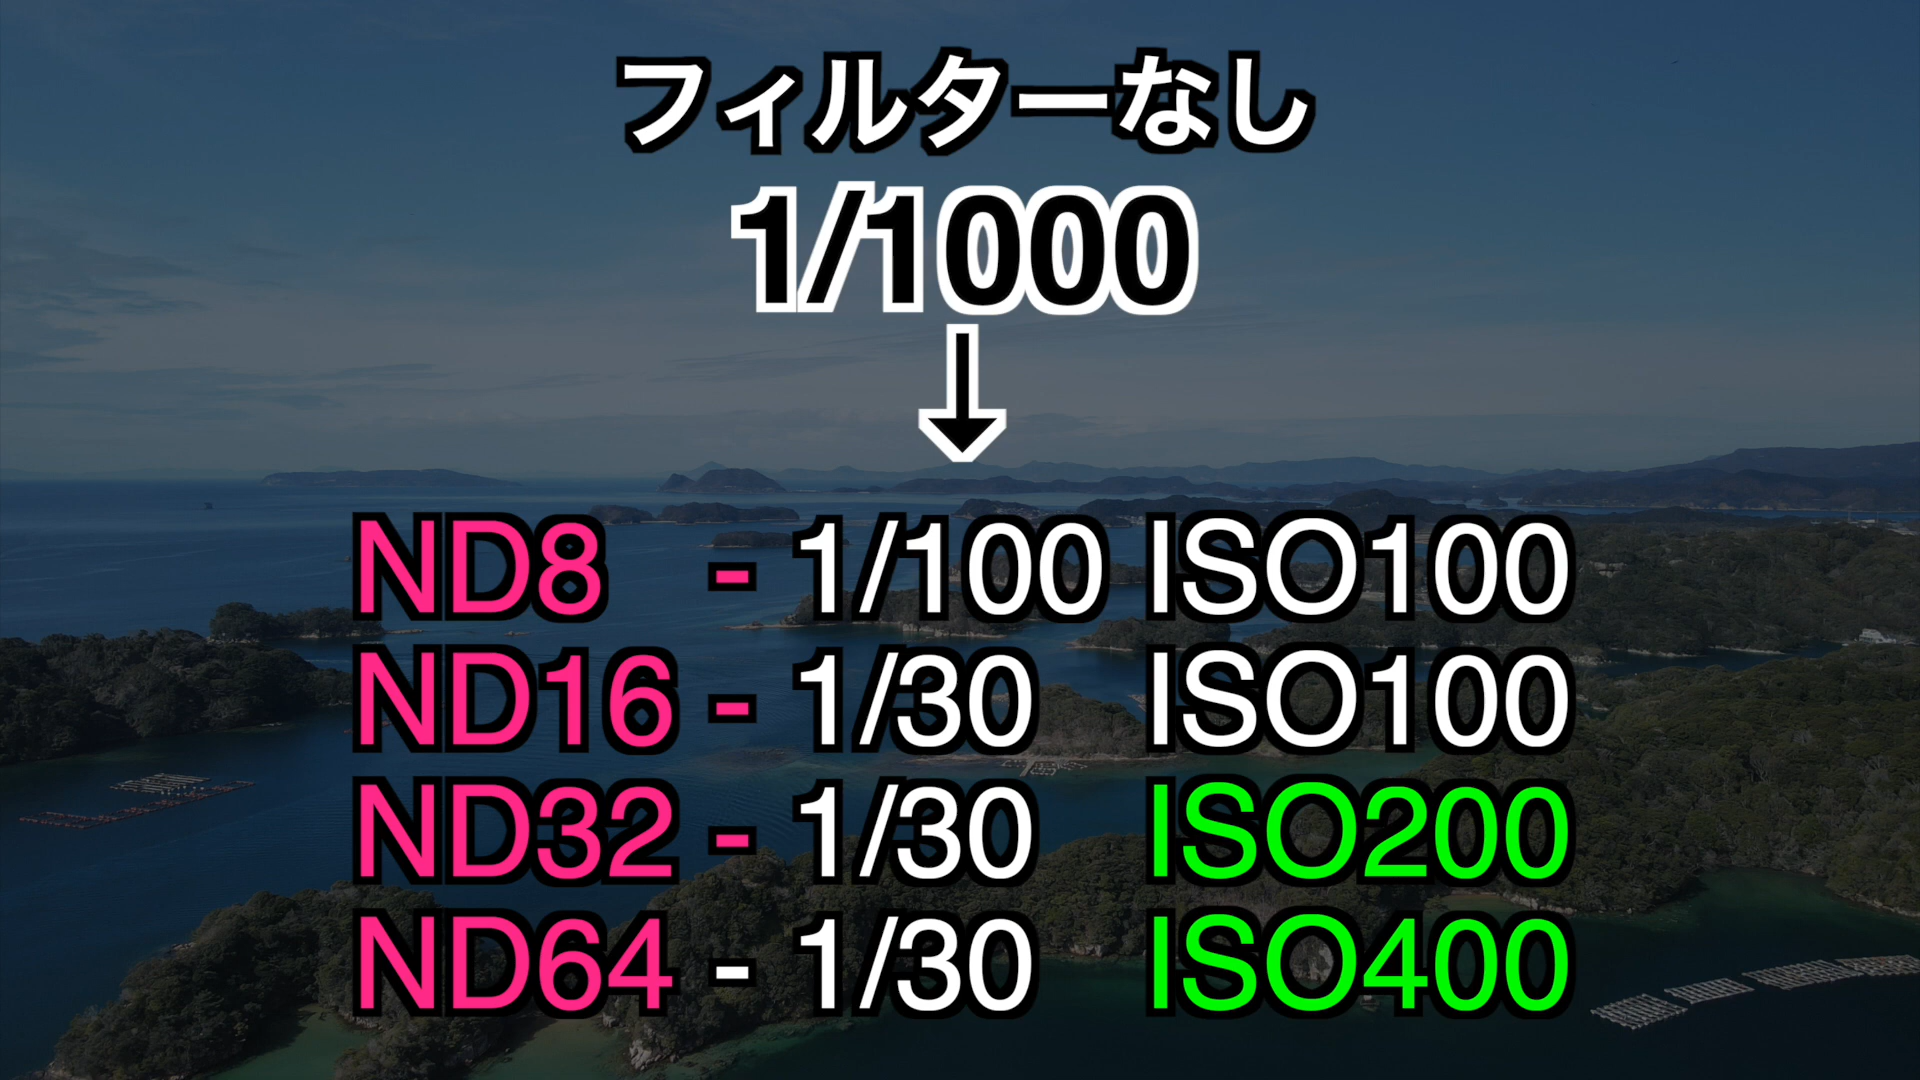 フィルターなし
1/1000
↓
ND8 - 1/100 ISO100
ND16 - 1/30 ISO100
ND32 - 1/30 ISO200
ND64 - 1/30 ISO400